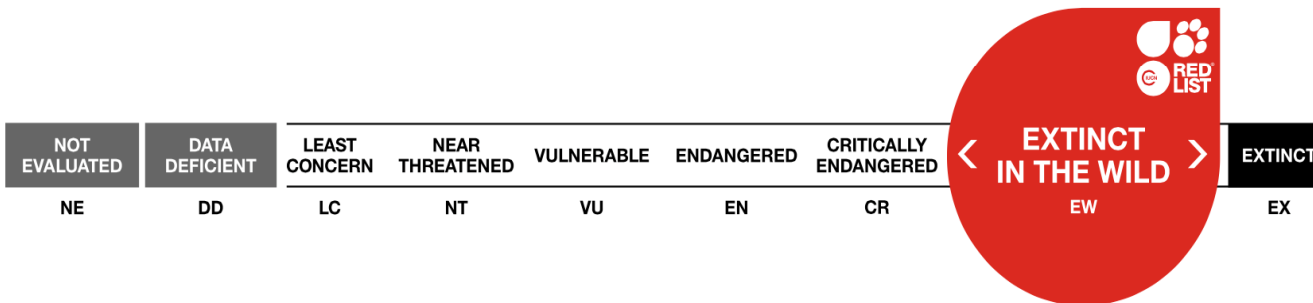 NOT
EVALUATED
NE
DATA
DEFICIENT
DD
LEAST
CONCERN
LC
NEAR
THREATENED
NT
VULNERABLE
VU
ENDANGERED
EN
CRITICALLY
ENDANGERED
CR
IUCN
RED
LIST
< EXTINCT
IN THE WILD >
EW
EXTINCT
EX